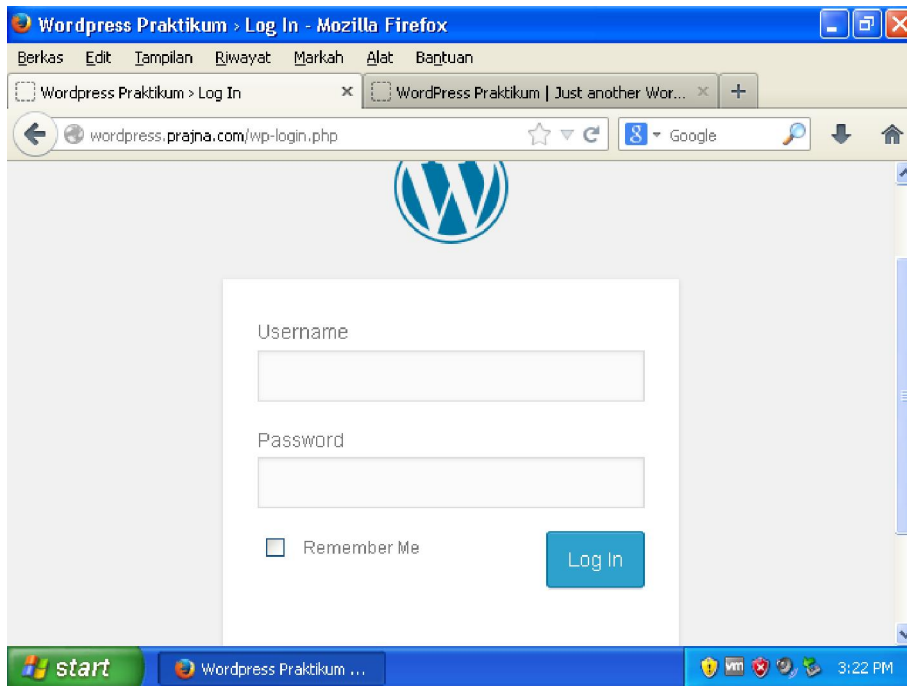 Wordpress Praktikum › Log In - Mozilla Firefox
Berkas Edit Tampilan Riwayat Markah Alat Bantuan
Wordpress Praktikum › Log In WordPress Praktikum | Just another Wor...
wordpress.prajna.com/wp-login.php 8 Google
W
Username
Password
Remember Me Log In
start Wordpress Praktikum ... vm 3:22 PM